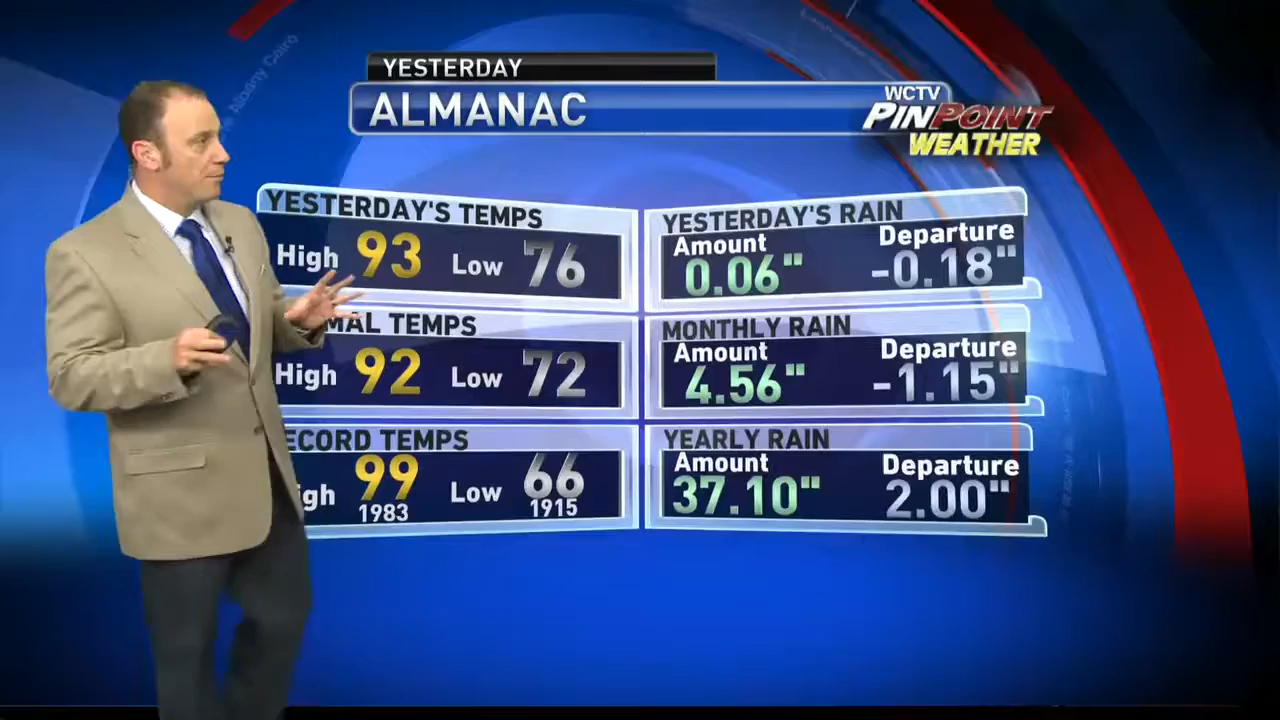 YESTERDAY
ALMANAC
WCTV
PINPOINT
WEATHER
YESTERDAY'S TEMPS
High 93 Low 76
MAL TEMPS
High 92 Low 72
ECORD TEMPS
gh 99 Low 66
1983 1915
YESTERDAY'S RAIN
Amount Departure
0.06" -0.18"
MONTHLY RAIN
Amount Departure
4.56" -1.15"
YEARLY RAIN
Amount Departure
37.10" 2.00"